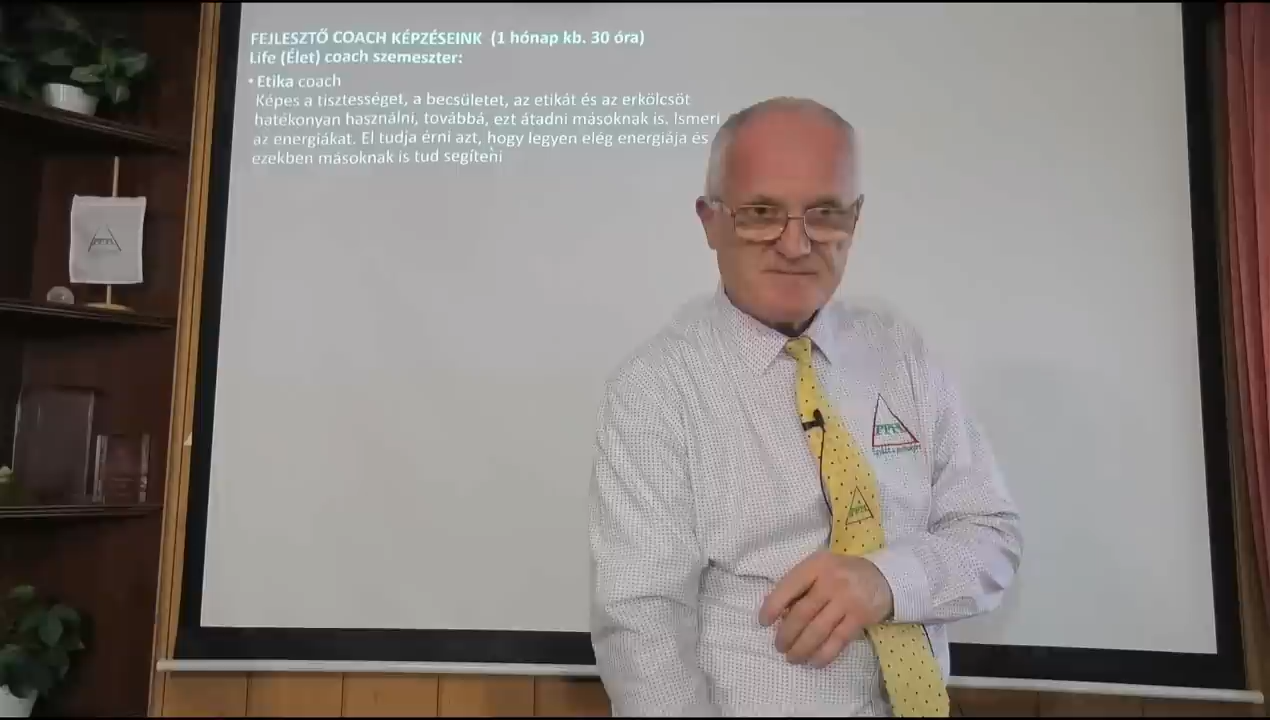 FEJLESZTŐ COACH KÉPZÉSEINK (1 hónap kb. 30 óra)
Life (Élet) coach szemeszter:
• Etika coach
Képes a tisztességet, a becsületet, az etikát és az erkölcsöt
hatékonyan használni, továbbá, ezt átadni másoknak is. Ismeri
az energiákat. El tudja érni azt, hogy legyen elég energiája és
ezekben másoknak is tud segíteni